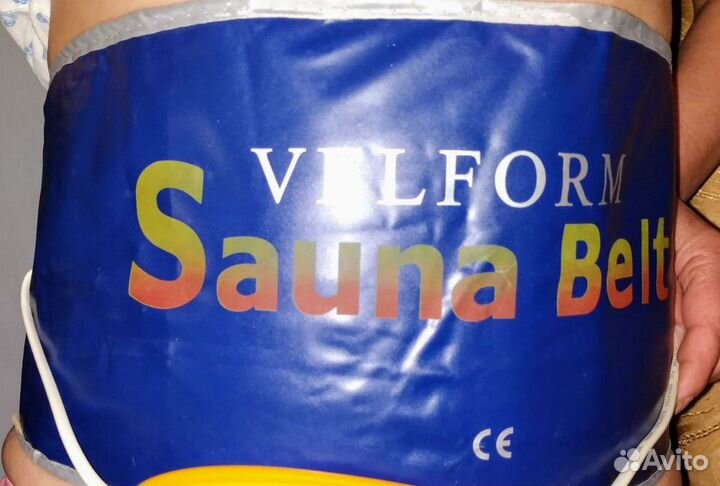 VELFORM
Sauna Belt
CE
Avito